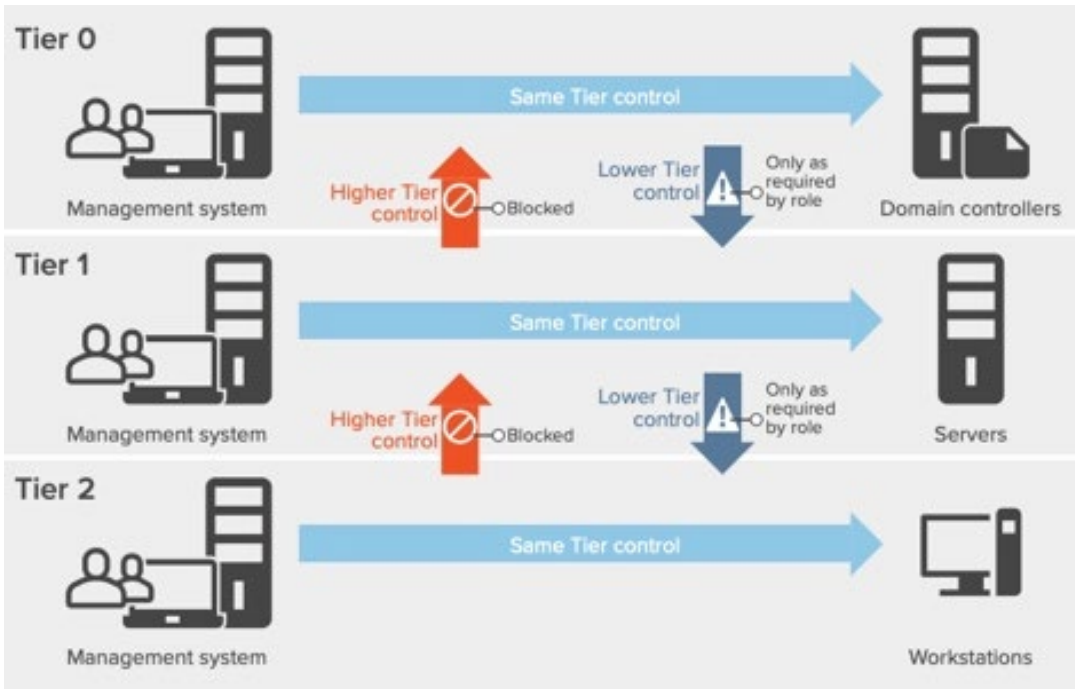 Tier 0
Same Tier control
Higher Tier
control
Blocked
Lower Tier
control
Only as
required
by role
Management system
Domain controllers
Tier 1
Same Tier control
Higher Tier
control
Blocked
Lower Tier
control
Only as
required
by role
Management system
Servers
Tier 2
Same Tier control
Management system
Workstations